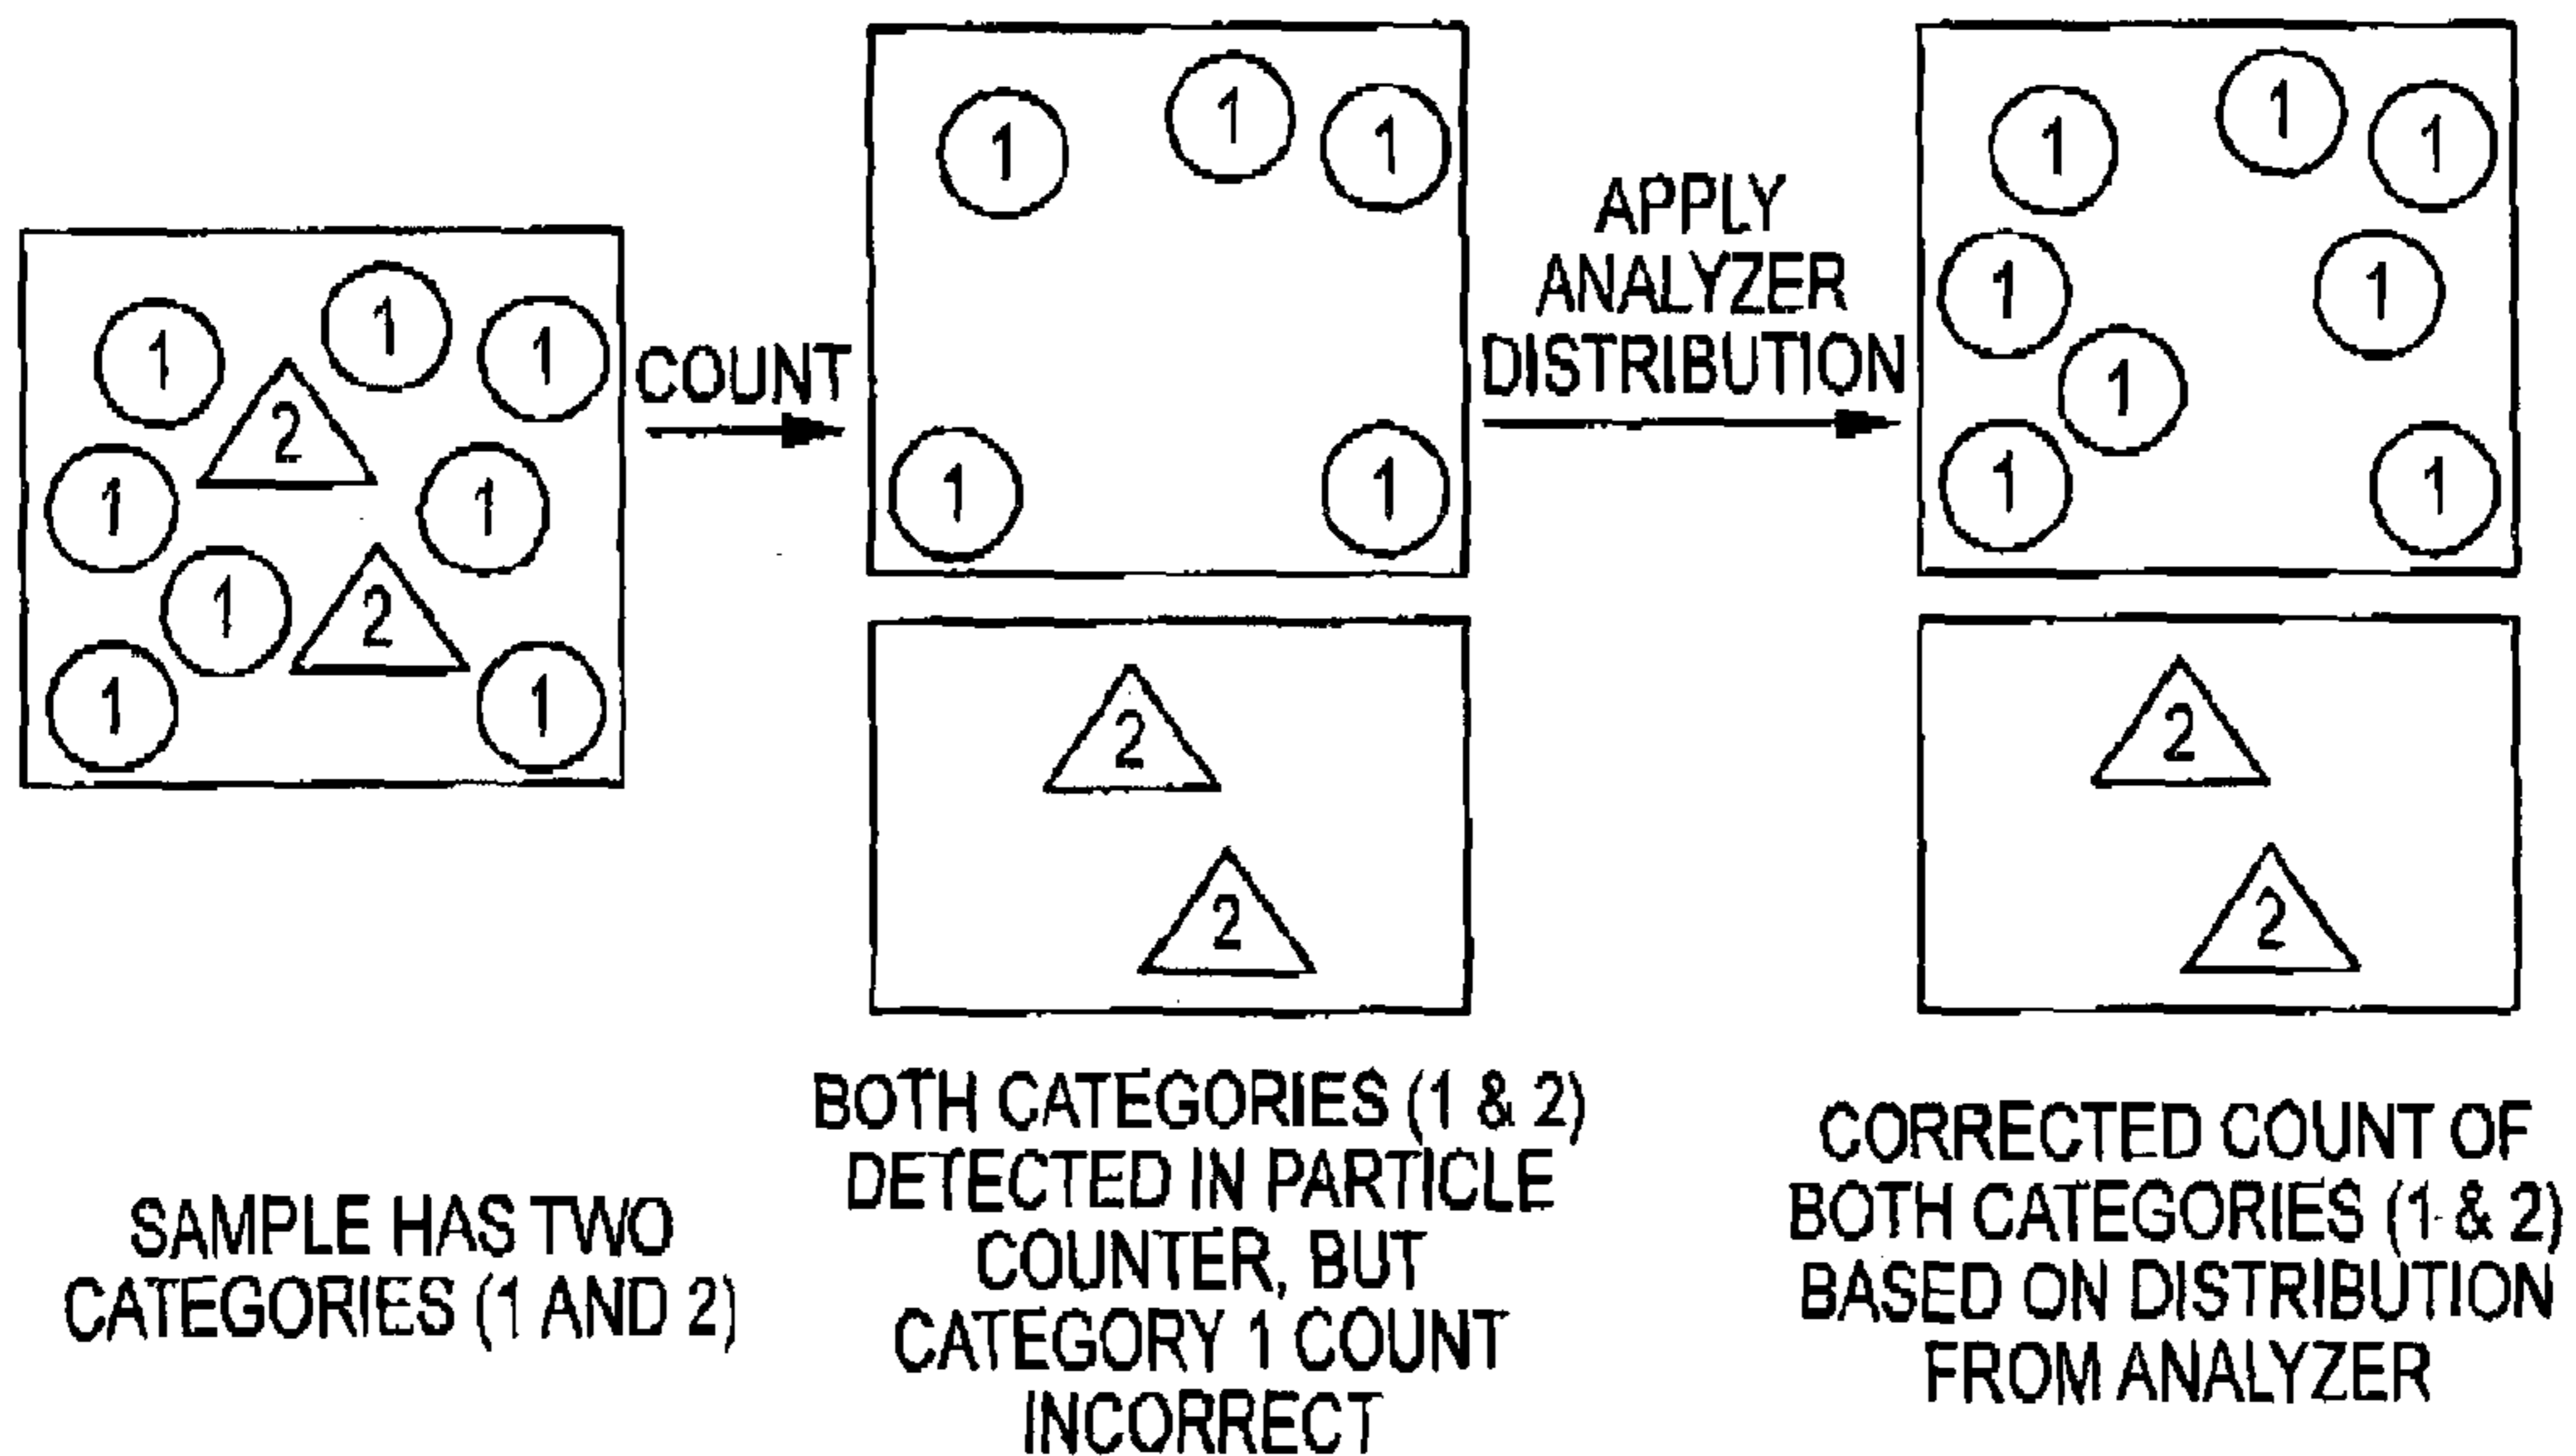 1
1
1
2
1
1
1
2
1
1
SAMPLE HAS TWO
CATEGORIES (1 AND 2)
COUNT
1
1
1
1
1
2
2
BOTH CATEGORIES (1 & 2)
DETECTED IN PARTICLE
COUNTER, BUT
CATEGORY 1 COUNT
INCORRECT
APPLY
ANALYZER
DISTRIBUTION
1
1
1
1
1
1
1
1
2
2
CORRECTED COUNT OF
BOTH CATEGORIES (1 & 2)
BASED ON DISTRIBUTION
FROM ANALYZER